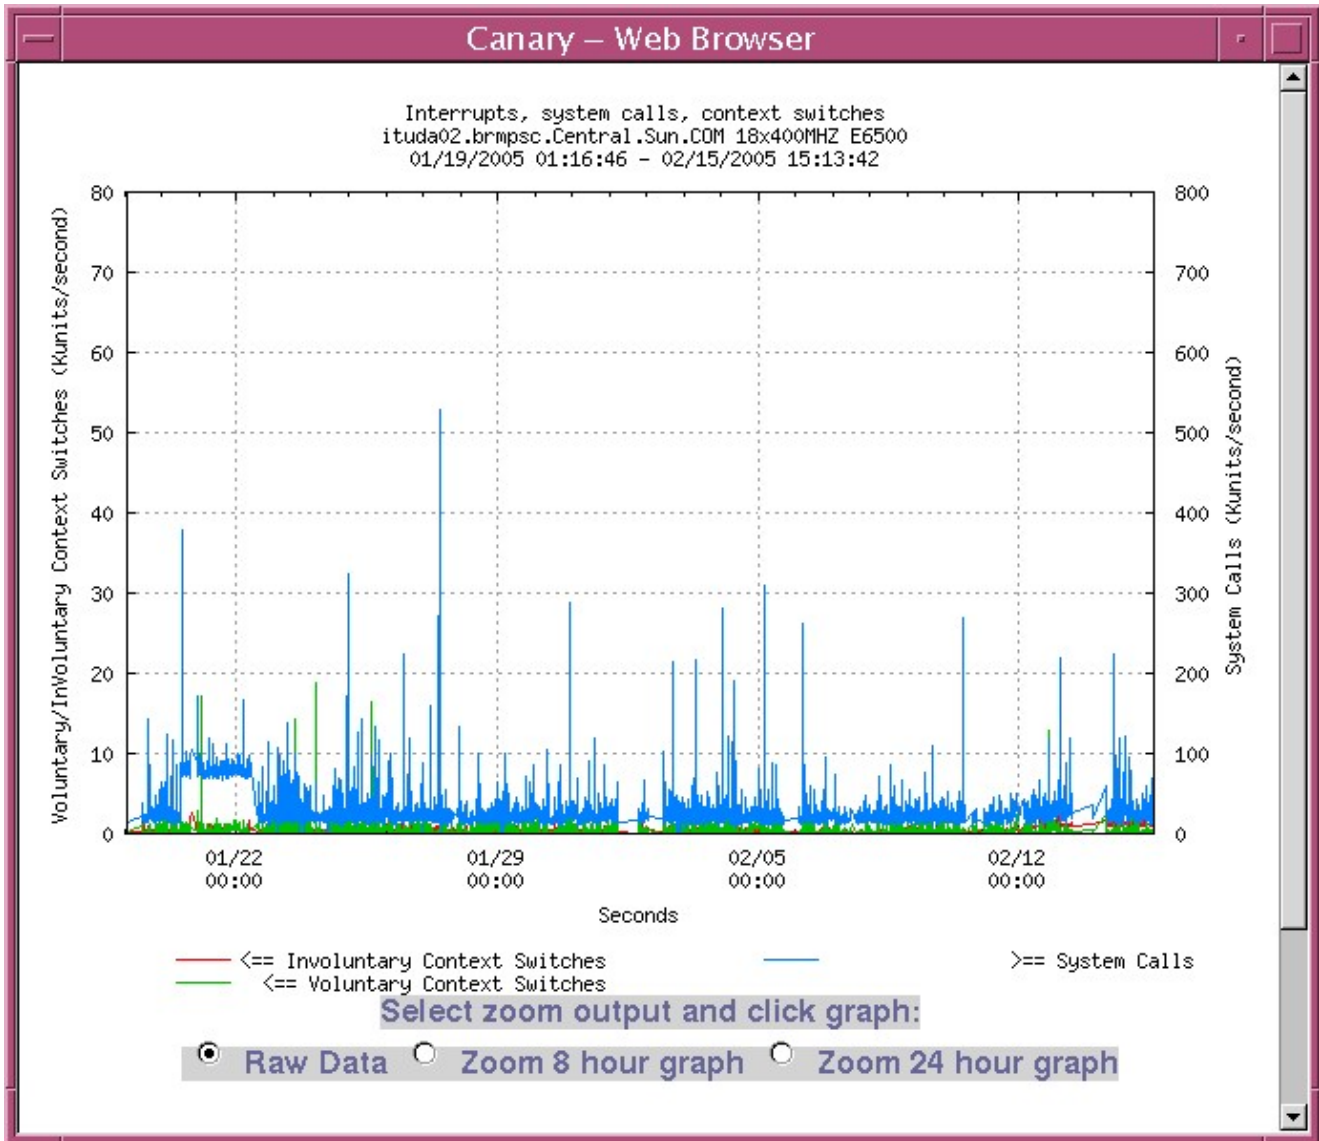 Canary – Web Browser
Interrupts, system calls, context switches
ituda02.brmpsc.Central.Sun.COM 18x400MHZ E6500
01/19/2005 01:16:46 - 02/15/2005 15:13:42
Voluntary/InVoluntary Context Switches (Kunits/second)
80
70
60
50
40
30
20
10
0
800
700
600
500
400
300
200
100
0
System Calls (Kunits/second)
01/22 01/29 02/05 02/12
00:00 00:00 00:00 00:00
Seconds
<== Involuntary Context Switches >== System Calls
<== Voluntary Context Switches
Select zoom output and click graph:
Raw Data Zoom 8 hour graph Zoom 24 hour graph